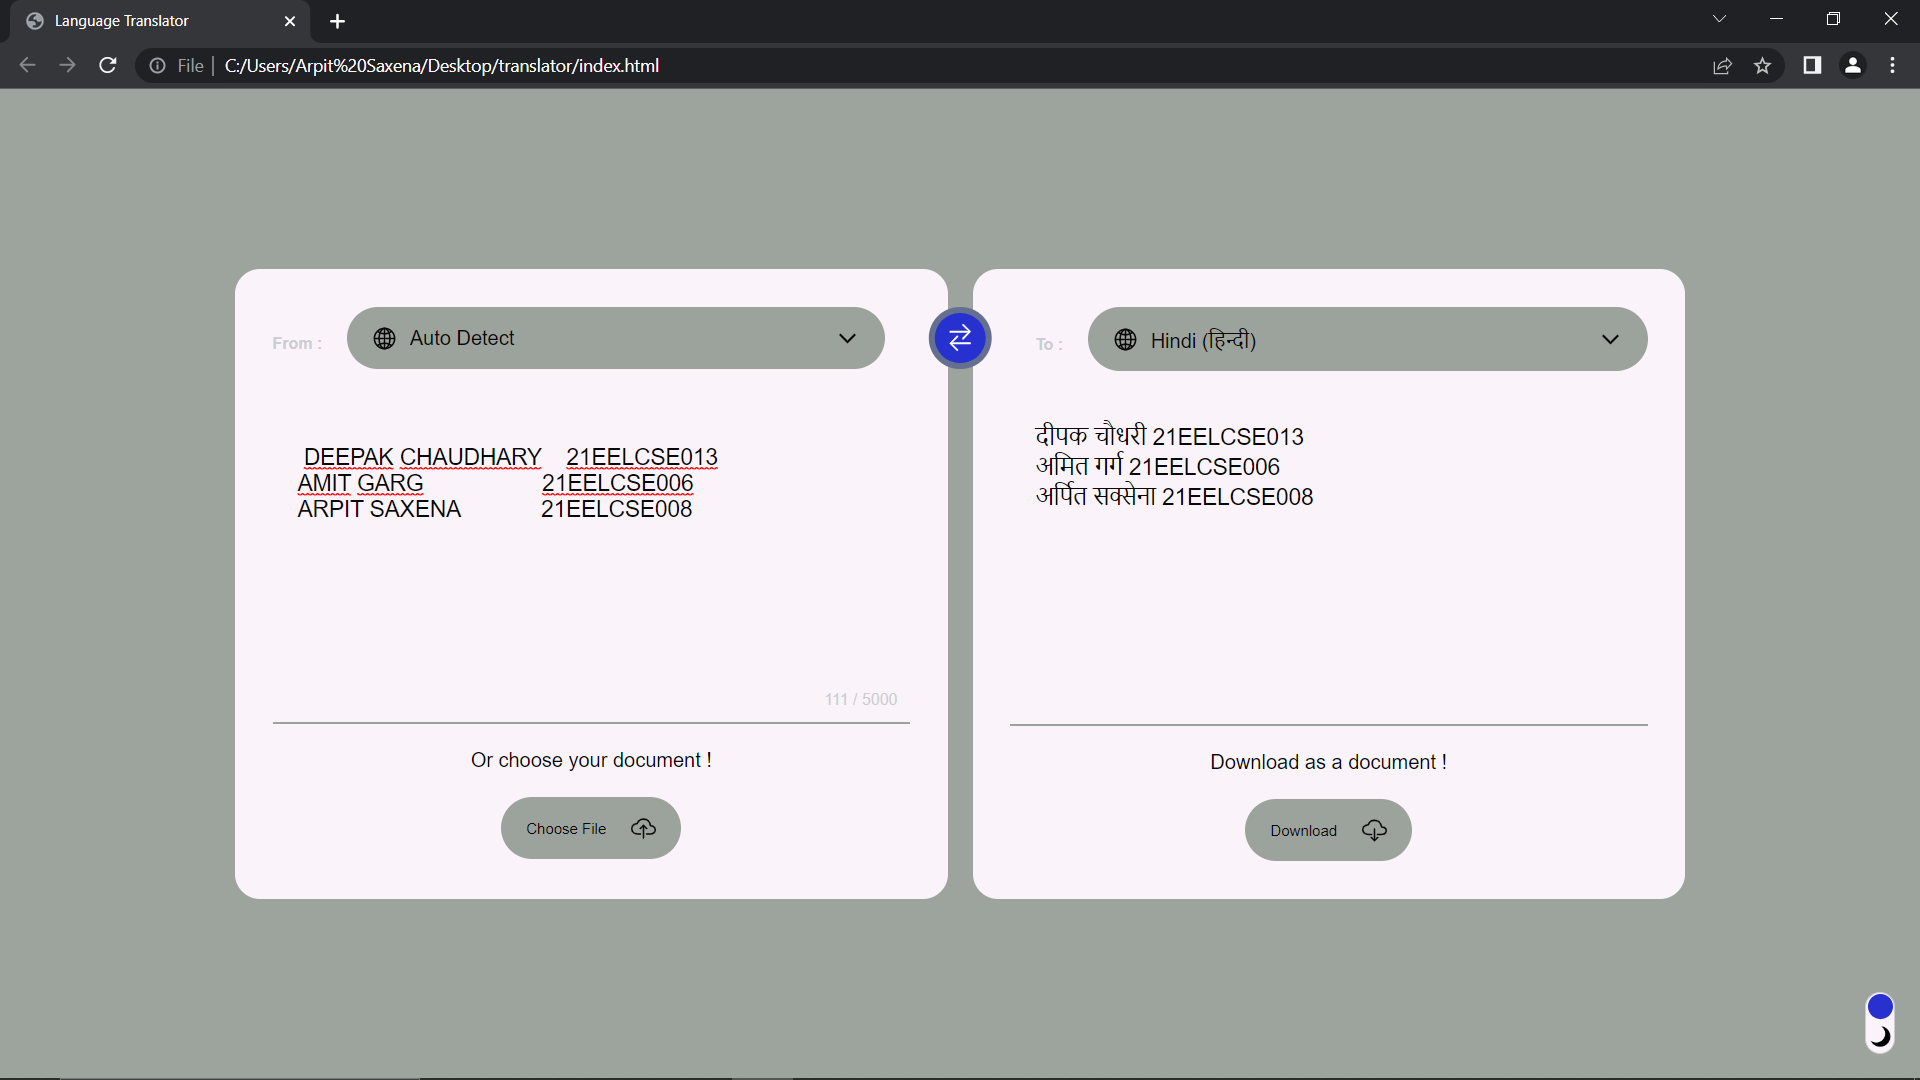 Language Translator
File C:/Users/Arpit%20Saxena/Desktop/translator/index.html
From :
Auto Detect
DEEPAK CHAUDHARY 21EELCSE013
AMIT GARG 21EELCSE006
ARPIT SAXENA 21EELCSE008
111 / 5000
Or choose your document !
Choose File
To :
Hindi (हिन्दी)
दीपक चौधरी 21EELCSE013
अमित गर्ग 21EELCSE006
अर्पित सक्सेना 21EELCSE008
Download as a document !
Download